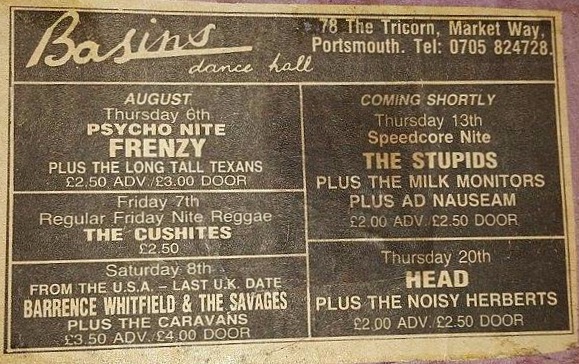 Basins
dance hall
78 The Tricorn, Market Way,
Portsmouth. Tel: 0705 824728.
AUGUST
Thursday 6th
PSYCHO NITE
FRENZY
PLUS THE LONG TALL TEXANS
£2.50 ADV./£3.00 DOOR
Friday 7th
Regular Friday Nite Reggae
THE CUSHITES
£2.50
Saturday 8th
FROM THE U.S.A. – LAST U.K. DATE
BARRENCE WHITFIELD & THE SAVAGES
PLUS THE CARAVANS
£3.50 ADV./£4.00 DOOR
COMING SHORTLY
Thursday 13th
Speedcore Nite
THE STUPIDS
PLUS THE MILK MONITORS
PLUS AD NAUSEAM
£2.00 ADV./£2.50 DOOR
Thursday 20th
HEAD
PLUS THE NOISY HERBERTS
£2.00 ADV./£2.50 DOOR